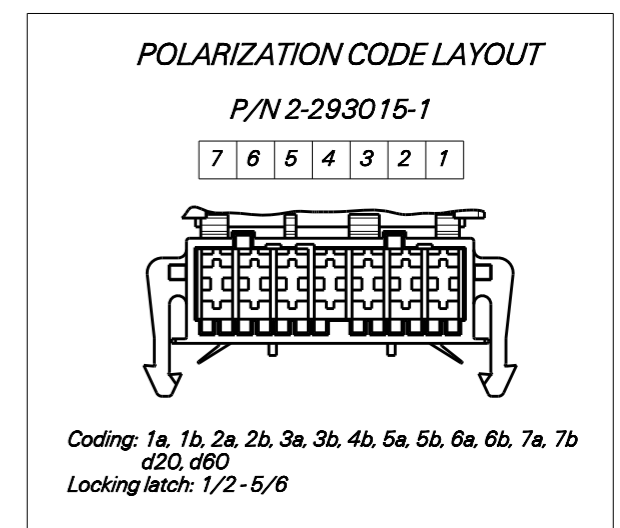 POLARIZATION CODE LAYOUT
P/N 2-293015-1
7 6 5 4 3 2 1
Coding: 1a, 1b, 2a, 2b, 3a, 3b, 4b, 5a, 5b, 6a, 6b, 7a, 7b
d20, d60
Locking latch: 1/2 - 5/6